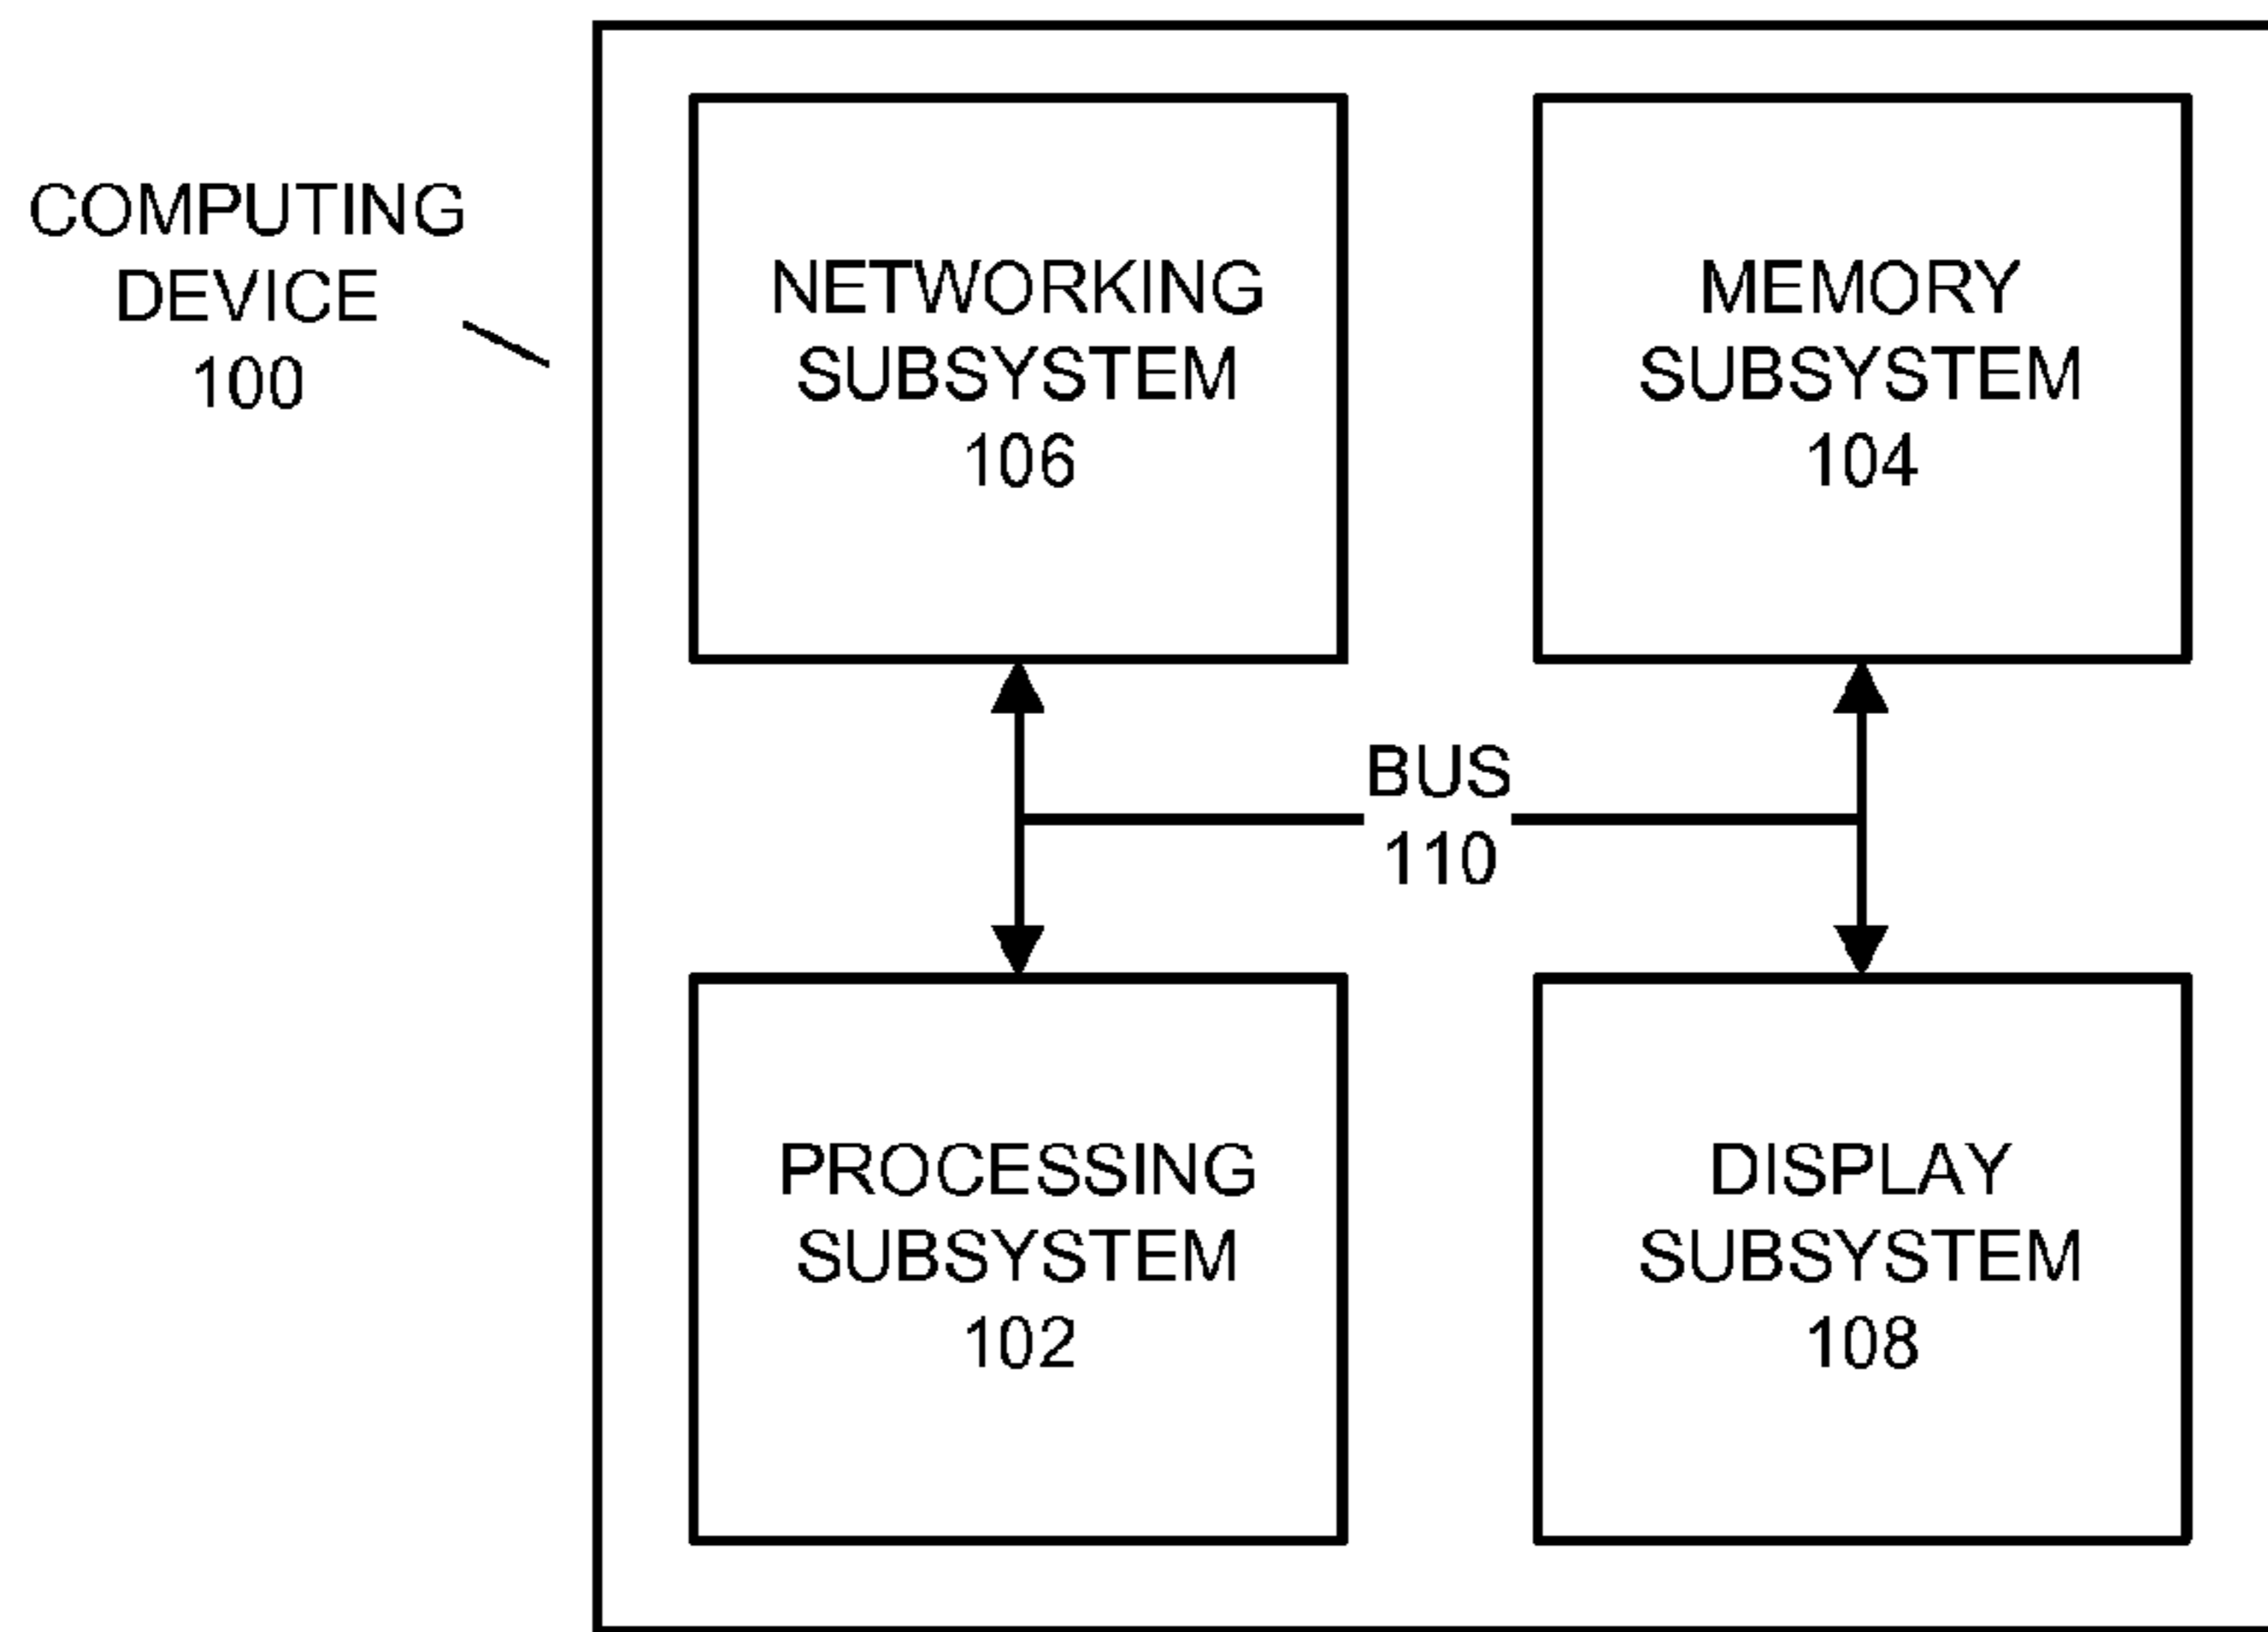 COMPUTING
DEVICE
100
NETWORKING
SUBSYSTEM
106
MEMORY
SUBSYSTEM
104
BUS
110
PROCESSING
SUBSYSTEM
102
DISPLAY
SUBSYSTEM
108